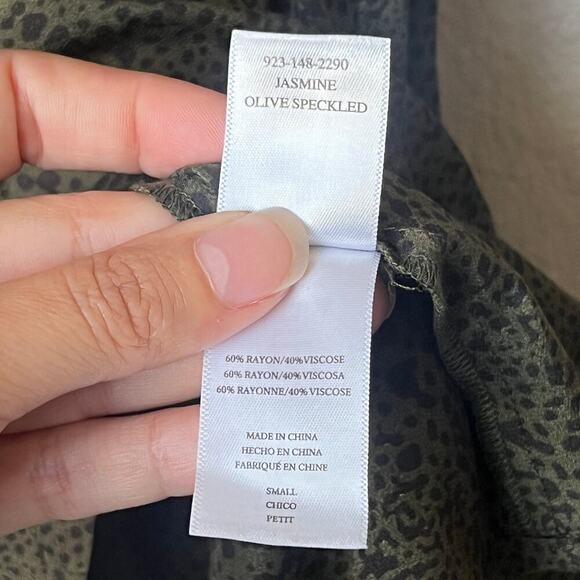 923-148-2290
JASMINE
OLIVE SPECKLED
60% RAYON/40%VISCOSE
60% RAYON/40%VISCOSA
60% RAYONNE/40% VISCOSE
MADE IN CHINA
HECHO EN CHINA
FABRIQUÉ EN CHINE
SMALL
CHICO
PETIT